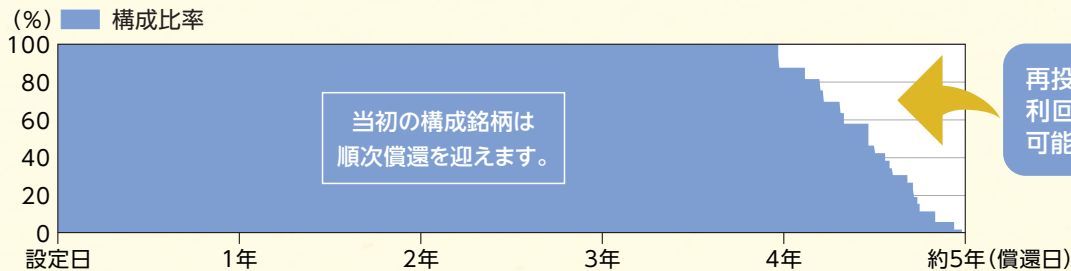 (%) 構成比率
100
80
60
40
20
0
当初の構成銘柄は
順次償還を迎えます。
再投
利回
可能
設定日 1年 2年 3年 4年 約5年(償還日)